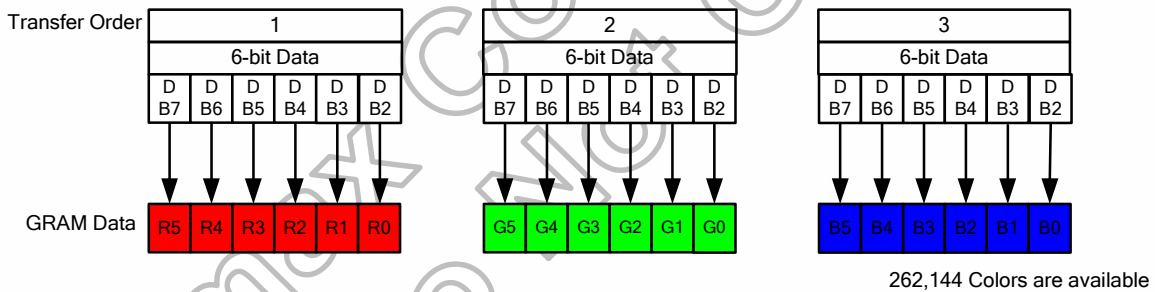 Transfer Order 1 2 3
6-bit Data 6-bit Data 6-bit Data
D D D D D D D D D D D D D D D D D D
B7 B6 B5 B4 B3 B2 B7 B6 B5 B4 B3 B2 B7 B6 B5 B4 B3 B2
GRAM Data R5 R4 R3 R2 R1 R0 G5 G4 G3 G2 G1 G0 B5 B4 B3 B2 B1 B0
262,144 Colors are available